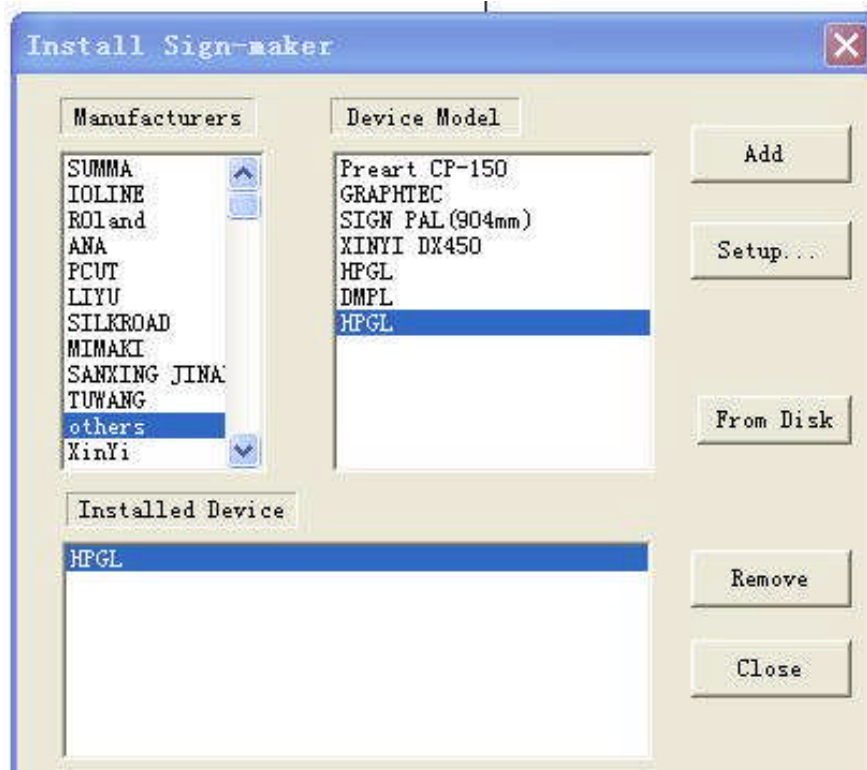 Install Sign-maker
Manufacturers
SUMMA
IOLINE
ROland
ANA
PCUT
LIYU
SILKROAD
MIMAKI
SANXING JINA
TUWANG
others
XinYi
Device Model
Preart CP-150
GRAPHTEC
SIGN PAL(904mm)
XINYI DX450
HPGL
DMPL
HPGL
Add
Setup...
From Disk
Installed Device
HPGL
Remove
Close